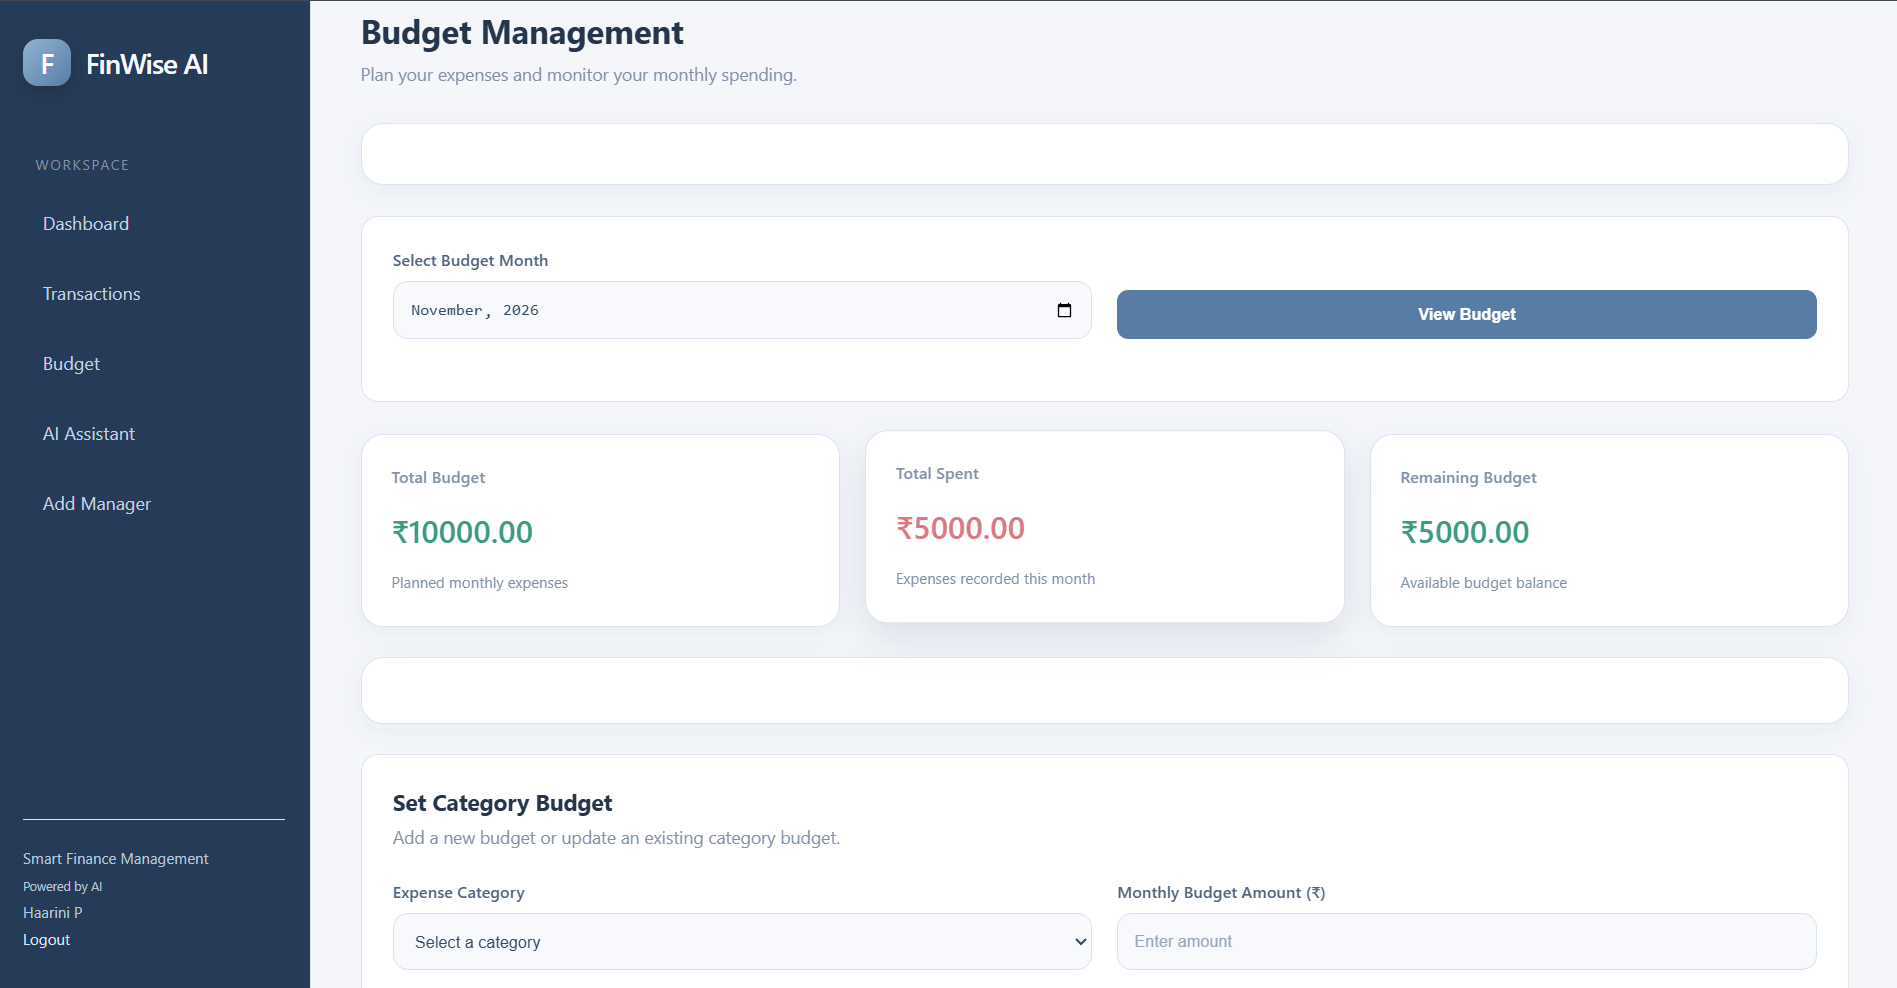 F
FinWise AI
WORKSPACE
Dashboard
Transactions
Budget
AI Assistant
Add Manager
Smart Finance Management
Powered by AI
Haarini P
Logout
Budget Management
Plan your expenses and monitor your monthly spending.
Select Budget Month
November, 2026
View Budget
Total Budget
₹10000.00
Planned monthly expenses
Total Spent
₹5000.00
Expenses recorded this month
Remaining Budget
₹5000.00
Available budget balance
Set Category Budget
Add a new budget or update an existing category budget.
Expense Category
Select a category
Monthly Budget Amount (₹)
Enter amount